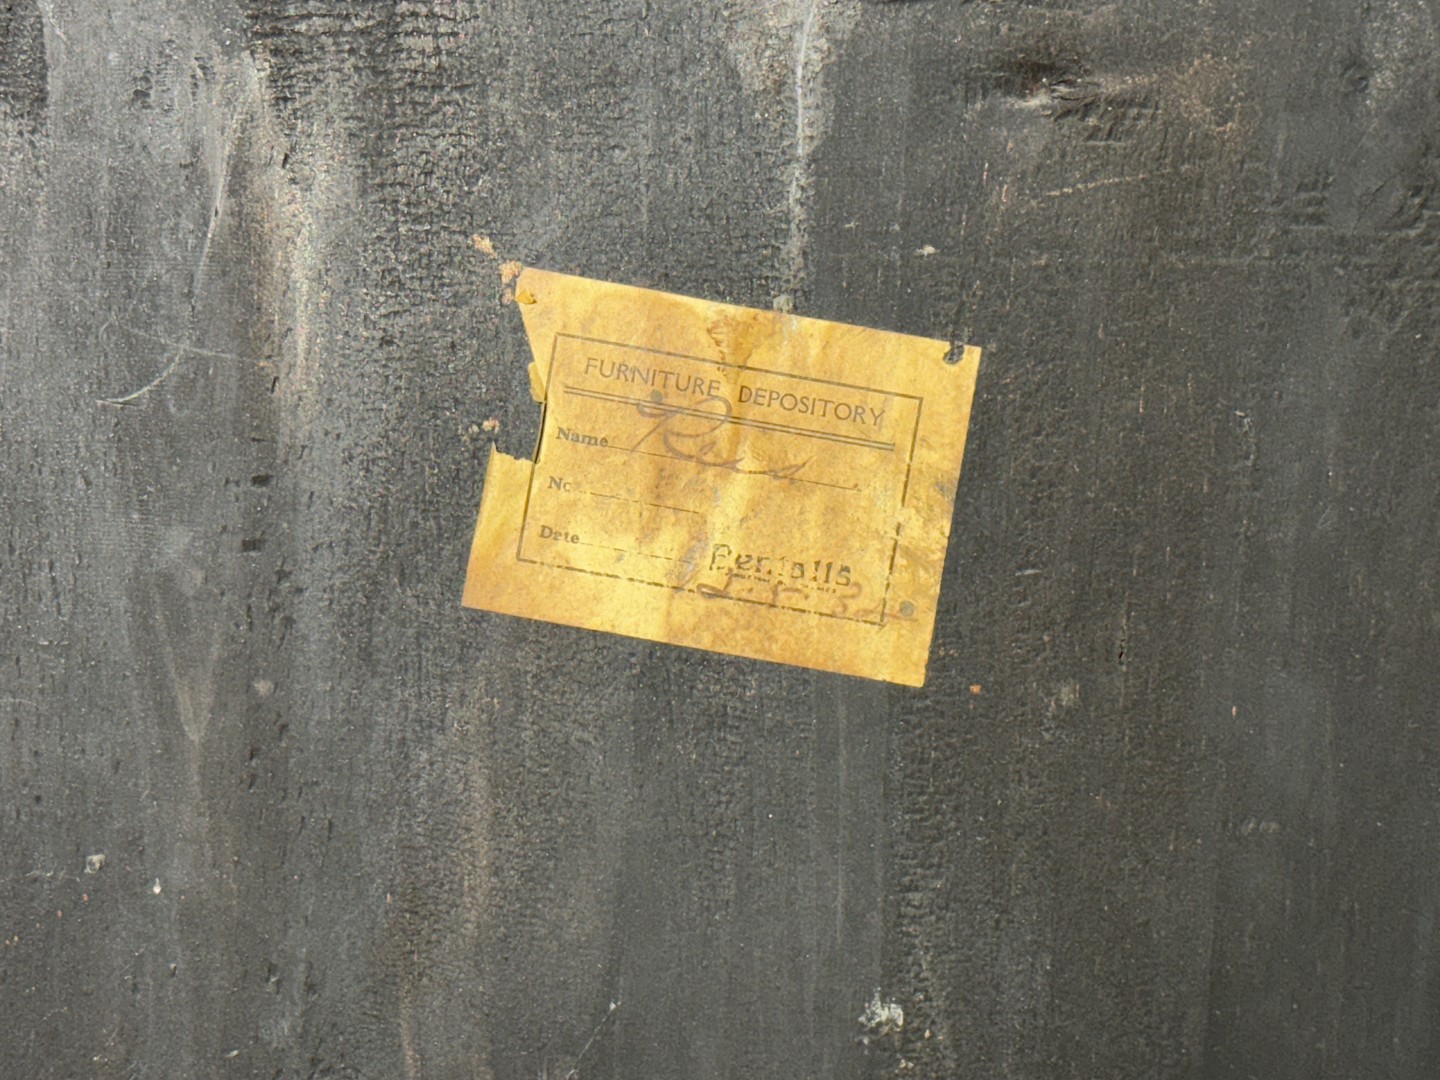 FURNITURE DEPOSITORY
Name
No
Date
Bentalls